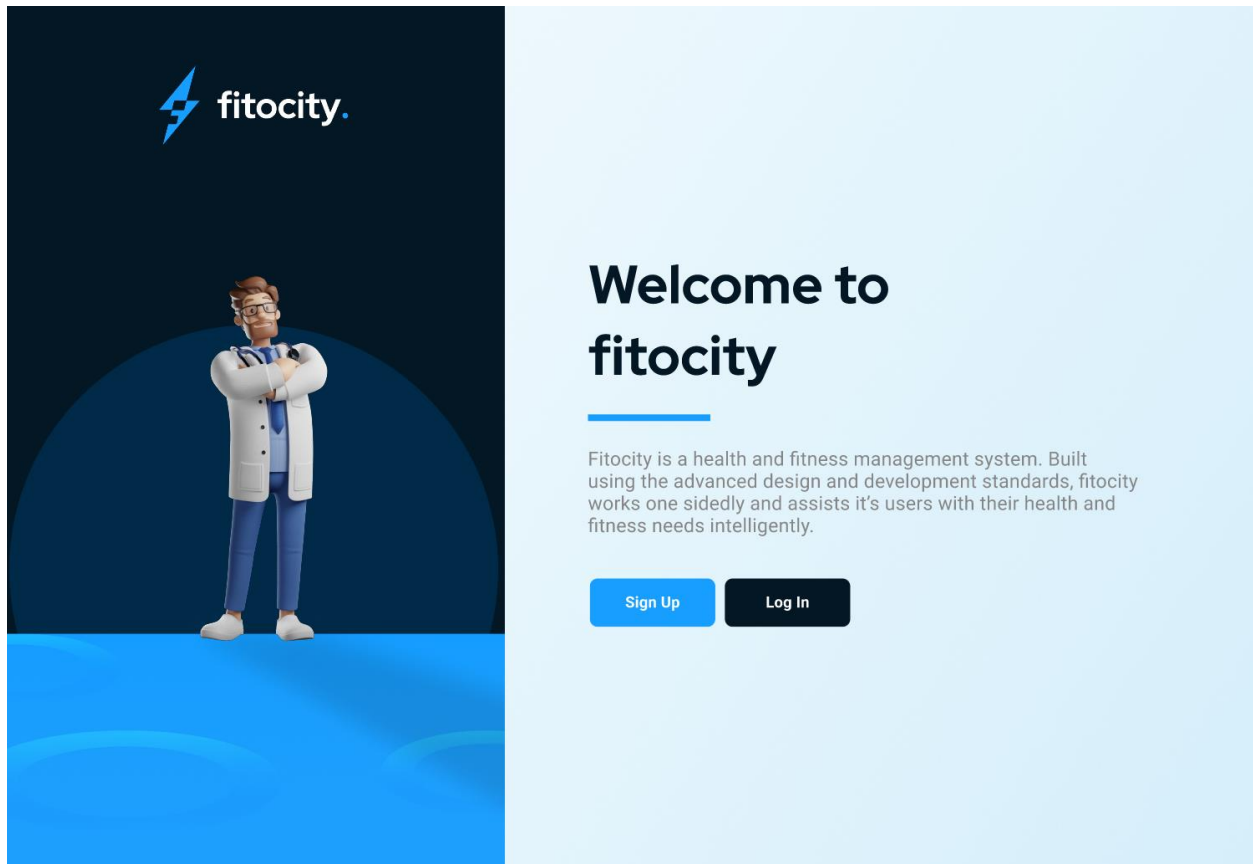 fitocity.
Welcome to
fitocity
Fitocity is a health and fitness management system. Built
using the advanced design and development standards, fitocity
works one sidedly and assists it’s users with their health and
fitness needs intelligently.
Sign Up
Log In